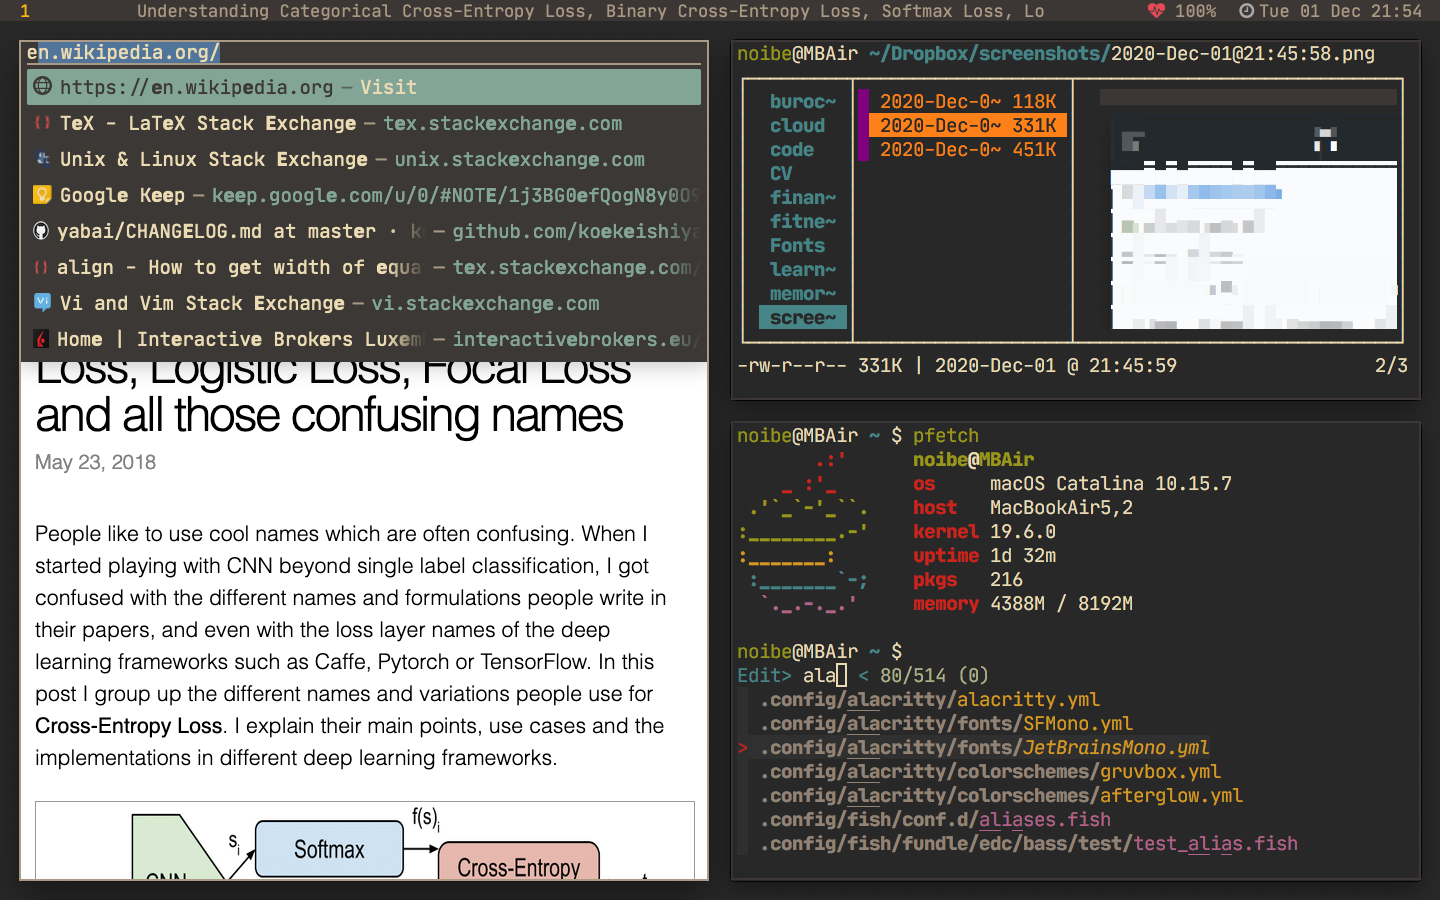 1 Understanding Categorical Cross-Entropy Loss, Binary Cross-Entropy Loss, Softmax Loss, Lo 100% Tue 01 Dec 21:54
en.wikipedia.org/
https://en.wikipedia.org — Visit
TeX - LaTeX Stack Exchange — tex.stackexchange.com
Unix & Linux Stack Exchange — unix.stackexchange.com
Google Keep — keep.google.com/u/0/#NOTE/1j3BG0efQogN8y0O9
yabai/CHANGELOG.md at master · k — github.com/koekeishiya
align - How to get width of equa — tex.stackexchange.com/
Vi and Vim Stack Exchange — vi.stackexchange.com
Home | Interactive Brokers Luxem — interactivebrokers.eu/
Loss, Logistic Loss, Focal Loss
and all those confusing names
May 23, 2018
People like to use cool names which are often confusing. When I
started playing with CNN beyond single label classification, I got
confused with the different names and formulations people write in
their papers, and even with the loss layer names of the deep
learning frameworks such as Caffe, Pytorch or TensorFlow. In this
post I group up the different names and variations people use for
Cross-Entropy Loss. I explain their main points, use cases and the
implementations in different deep learning frameworks.
CNN
si
Softmax
f(s)i
Cross-Entropy
noibe@MBAir ~/Dropbox/screenshots/2020-Dec-01@21:45:58.png
buroc~
cloud
code
CV
finan~
fitne~
Fonts
learn~
memor~
scree~
2020-Dec-0~ 118K
2020-Dec-0~ 331K
2020-Dec-0~ 451K
-rw-r--r-- 331K | 2020-Dec-01 @ 21:45:59 2/3
noibe@MBAir ~ $ pfetch
noibe@MBAir
os macOS Catalina 10.15.7
host MacBookAir5,2
kernel 19.6.0
uptime 1d 32m
pkgs 216
memory 4388M / 8192M
noibe@MBAir ~ $
Edit> ala < 80/514 (0)
.config/alacritty/alacritty.yml
.config/alacritty/fonts/SFMono.yml
> .config/alacritty/fonts/JetBrainsMono.yml
.config/alacritty/colorschemes/gruvbox.yml
.config/alacritty/colorschemes/afterglow.yml
.config/fish/conf.d/aliases.fish
.config/fish/fundle/edc/bass/test/test_alias.fish